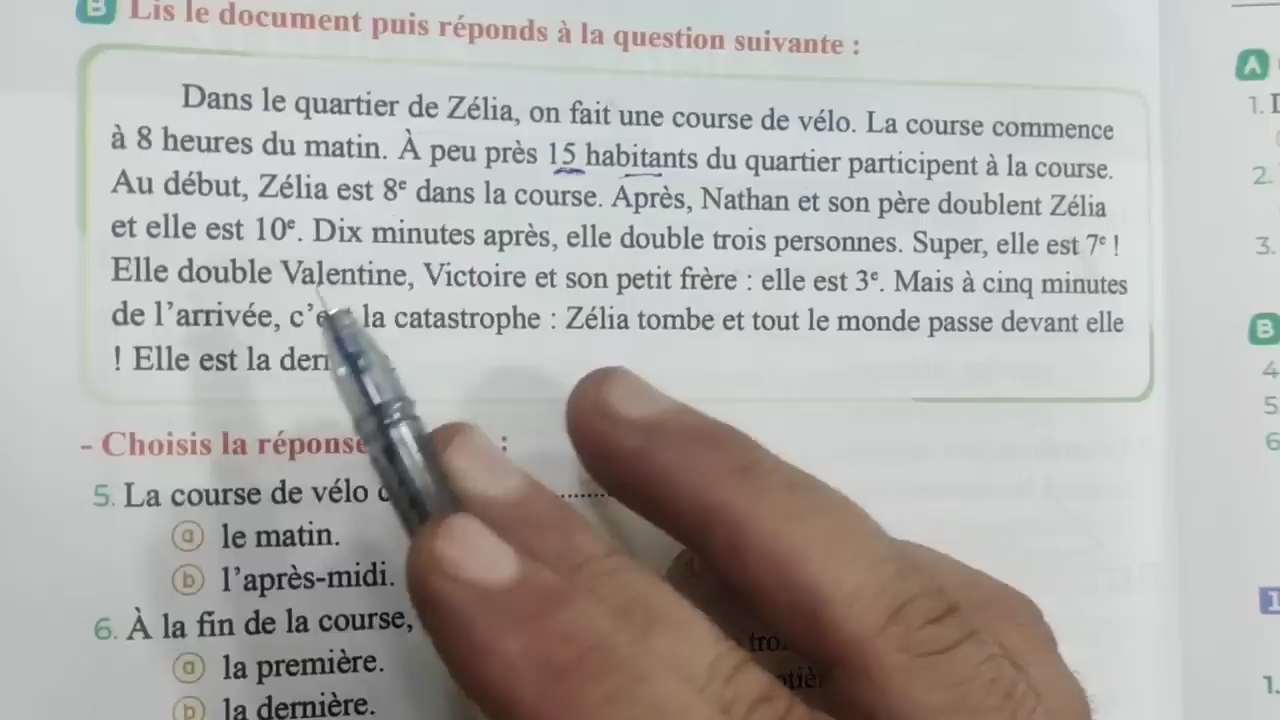 B Lis le document puis réponds à la question suivante :
Dans le quartier de Zélia, on fait une course de vélo. La course commence
à 8 heures du matin. À peu près 15 habitants du quartier participent à la course.
Au début, Zélia est 8e dans la course. Après, Nathan et son père doublent Zélia
et elle est 10e. Dix minutes après, elle double trois personnes. Super, elle est 7e !
Elle double Valentine, Victoire et son petit frère : elle est 3e. Mais à cinq minutes
de l'arrivée, la catastrophe : Zélia tombe et tout le monde passe devant elle
! Elle est la
- Choisis la réponse :
5. La course de vélo ..........
a le matin.
b l'après-midi.
6. À la fin de la course,
a la première.
b la dernière.
A
1.
2.
3.
B
4
5
6
1
1.